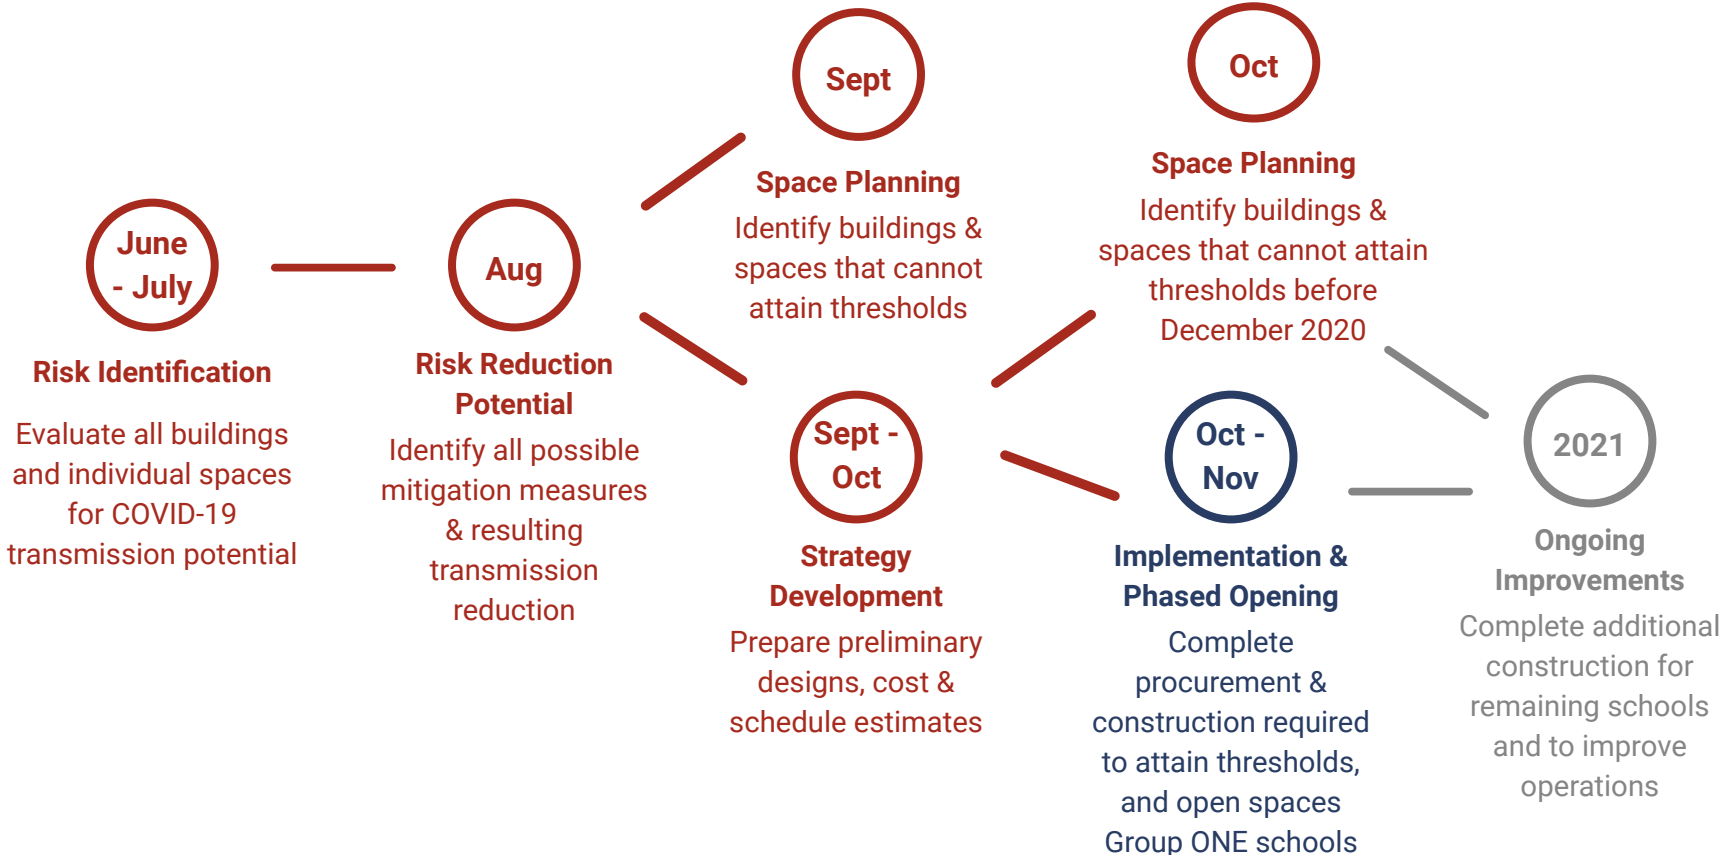 June
- July
Risk Identification
Evaluate all buildings
and individual spaces
for COVID-19
transmission potential
Aug
Risk Reduction
Potential
Identify all possible
mitigation measures
& resulting
transmission
reduction
Sept
Space Planning
Identify buildings &
spaces that cannot
attain thresholds
Sept -
Oct
Strategy
Development
Prepare preliminary
designs, cost &
schedule estimates
Oct
Space Planning
Identify buildings &
spaces that cannot attain
thresholds before
December 2020
Oct -
Nov
Implementation &
Phased Opening
Complete
procurement &
construction required
to attain thresholds,
and open spaces
Group ONE schools
2021
Ongoing
Improvements
Complete additional
construction for
remaining schools
and to improve
operations